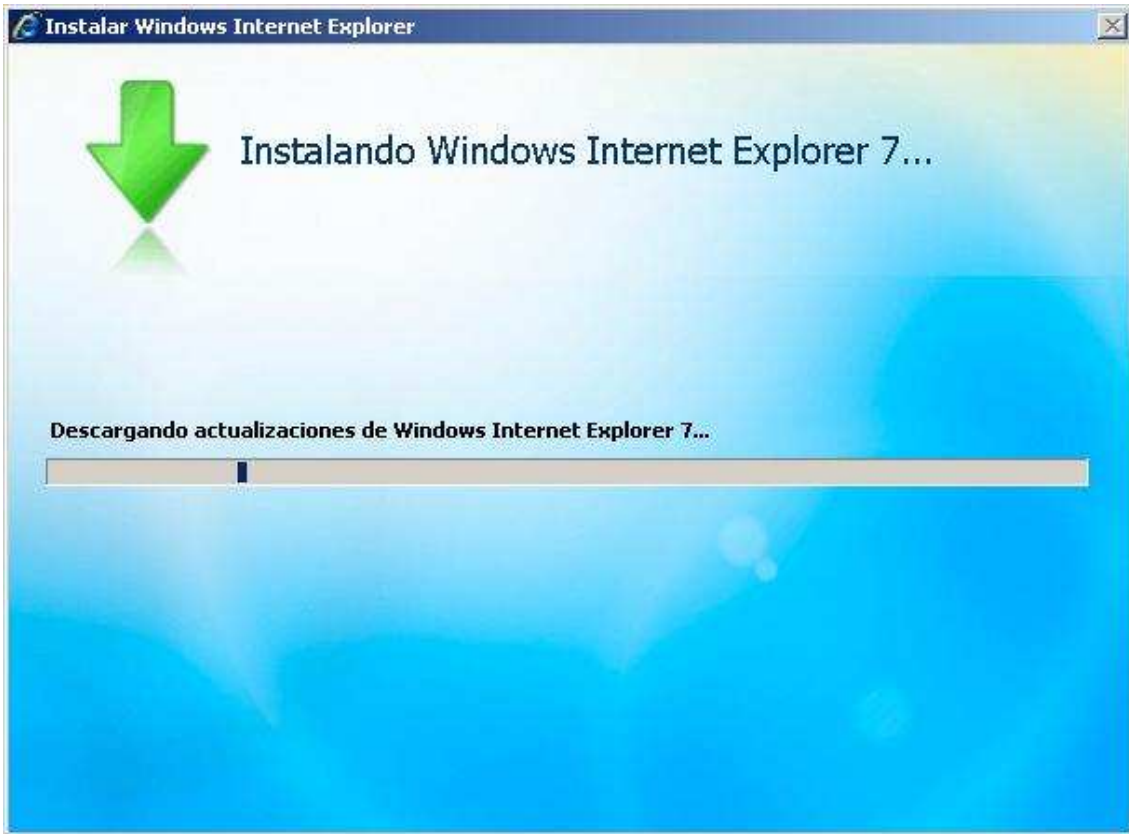 Instalar Windows Internet Explorer
Instalando Windows Internet Explorer 7...
Descargando actualizaciones de Windows Internet Explorer 7...